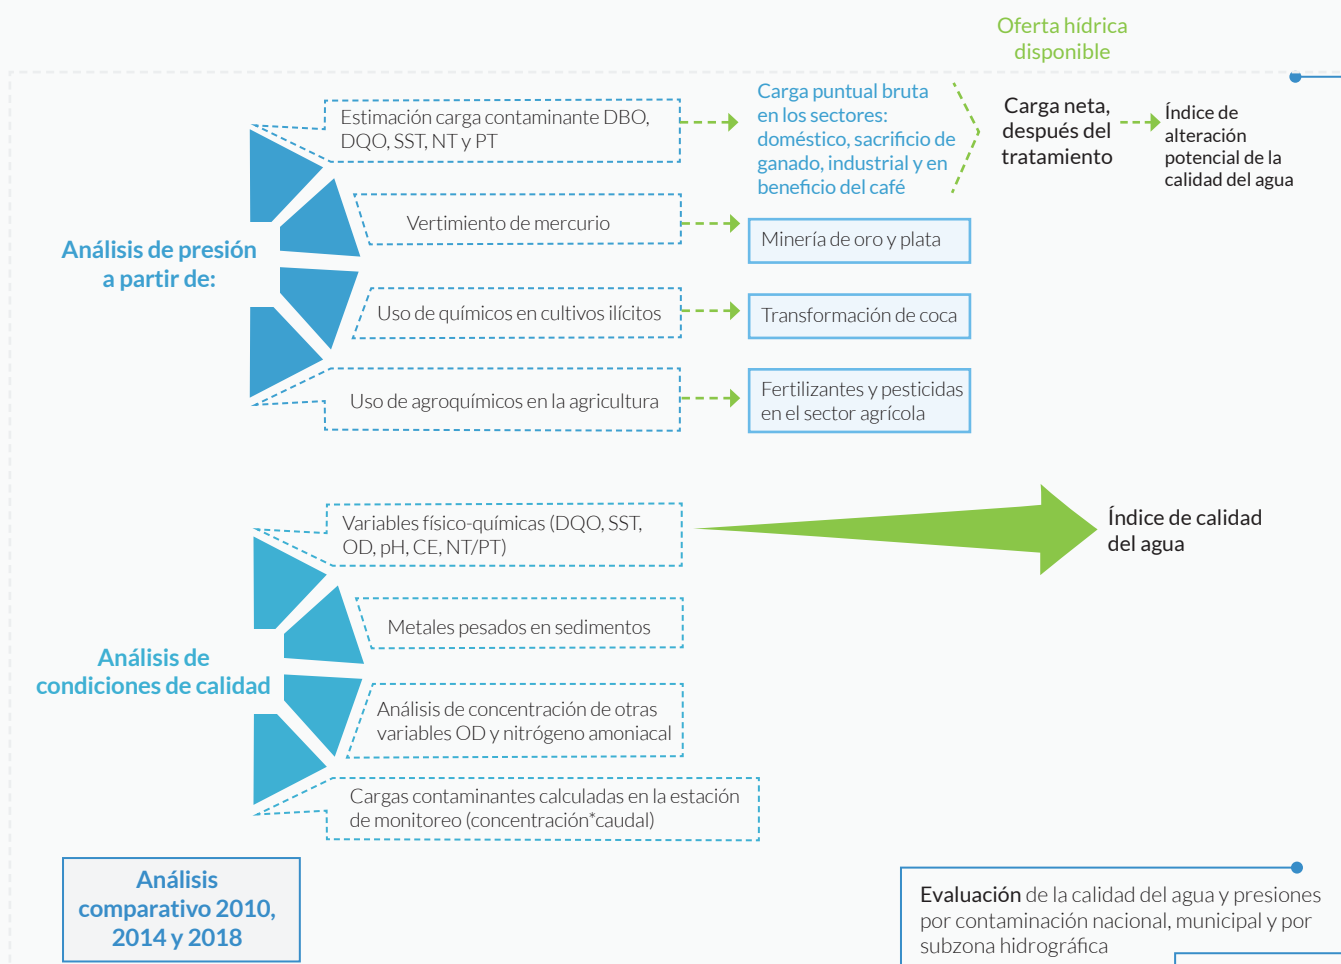 Oferta hídrica
disponible
Análisis de presión
a partir de:
Estimación carga contaminante DBO,
DQO, SST, NT y PT
Carga puntual bruta
en los sectores:
doméstico, sacrificio de
ganado, industrial y en
beneficio del café
Carga neta,
después del
tratamiento
Índice de
alteración
potencial de la
calidad del agua
Vertimiento de mercurio
Minería de oro y plata
Uso de químicos en cultivos ilícitos
Transformación de coca
Uso de agroquímicos en la agricultura
Fertilizantes y pesticidas
en el sector agrícola
Análisis de
condiciones de calidad
Variables físico-químicas (DQO, SST,
OD, pH, CE, NT/PT)
Índice de calidad
del agua
Metales pesados en sedimentos
Análisis de concentración de otras
variables OD y nitrógeno amoniacal
Cargas contaminantes calculadas en la estación
de monitoreo (concentración*caudal)
Análisis
comparativo 2010,
2014 y 2018
Evaluación de la calidad del agua y presiones
por contaminación nacional, municipal y por
subzona hidrográfica